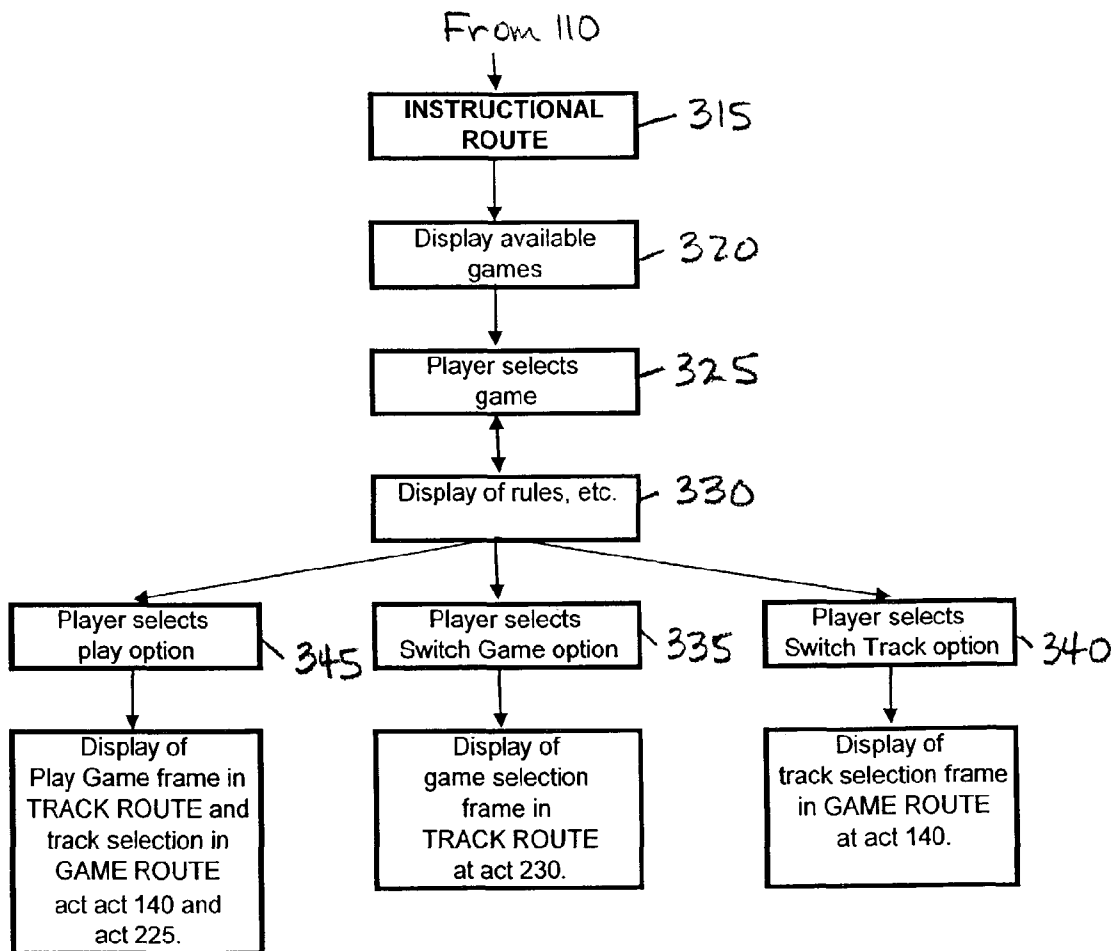 From 110
INSTRUCTIONAL
ROUTE
315
Display available
games
320
Player selects
game
325
Display of rules, etc.
330
Player selects
play option
345
Player selects
Switch Game option
335
Player selects
Switch Track option
340
Display of
Play Game frame in
TRACK ROUTE and
track selection in
GAME ROUTE
act act 140 and
act 225.
Display of
game selection
frame in
TRACK ROUTE
at act 230.
Display of
track selection frame
in GAME ROUTE
at act 140.